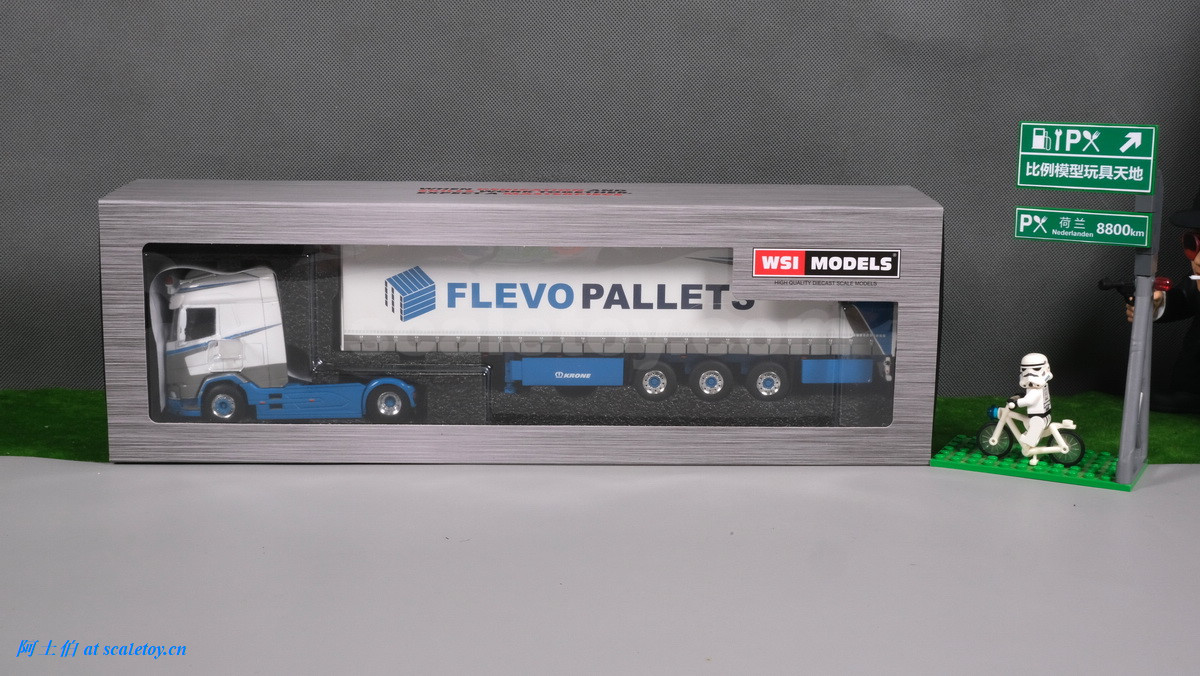 WSI MODELS
HIGH QUALITY DIECAST SCALE MODELS
FLEVO PALLETS
KRONE
P
比例模型玩具天地
P 荷兰
Nederlanden 8800km
阿土伯 at scaletoy.cn